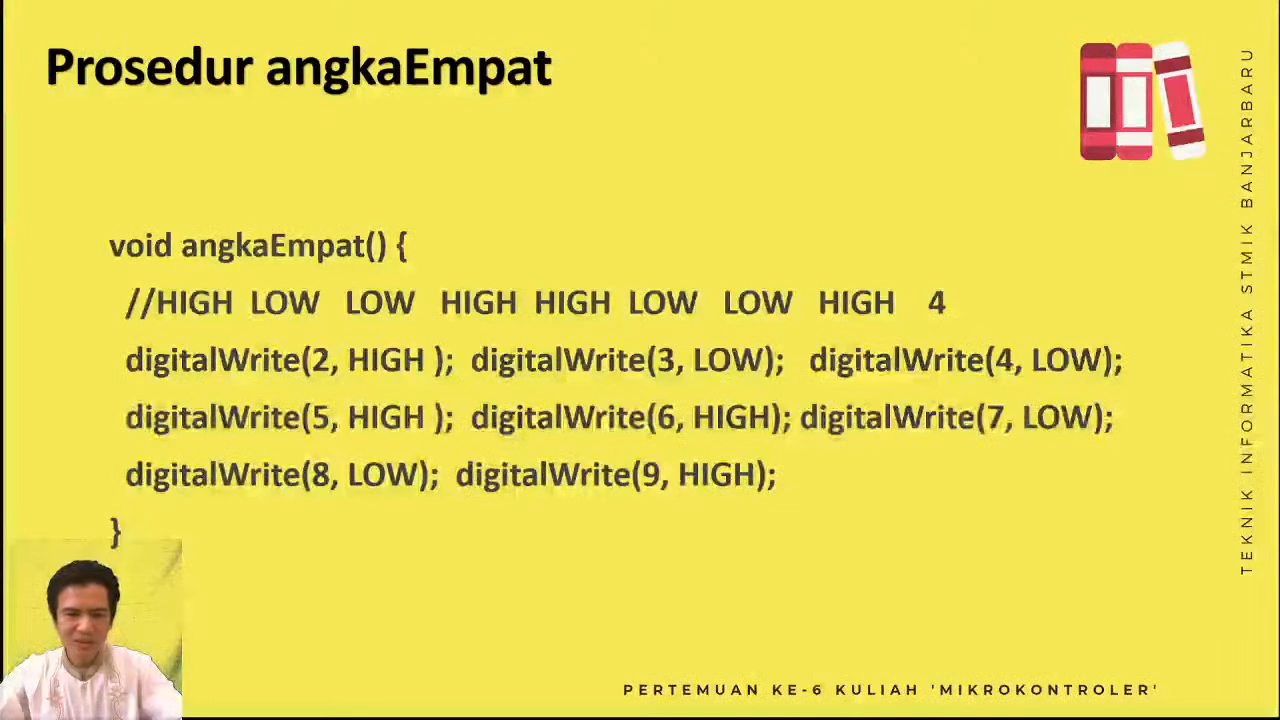 Prosedur angkaEmpat
void angkaEmpat() {
//HIGH LOW LOW HIGH HIGH LOW LOW HIGH 4
digitalWrite(2, HIGH ); digitalWrite(3, LOW); digitalWrite(4, LOW);
digitalWrite(5, HIGH ); digitalWrite(6, HIGH); digitalWrite(7, LOW);
digitalWrite(8, LOW); digitalWrite(9, HIGH);
}
TEKNIK INFORMATIKA STMIK BANJARBARU
PERTEMUAN KE-6 KULIAH 'MIKROKONTROLER'